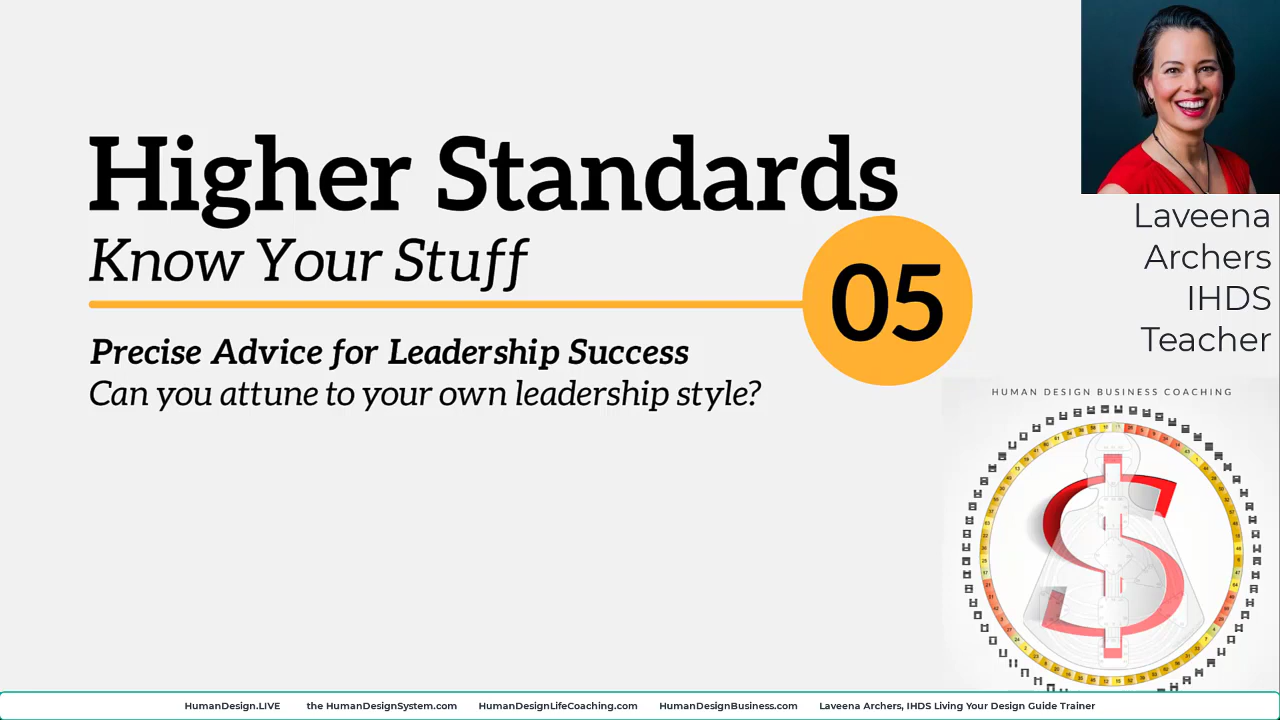 Higher Standards
Know Your Stuff
05
Precise Advice for Leadership Success
Can you attune to your own leadership style?
Laveena
Archers
IHDS
Teacher
HUMAN DESIGN BUSINESS COACHING
HumanDesign.LIVE the HumanDesignSystem.com HumanDesignLifeCoaching.com HumanDesignBusiness.com Laveena Archers, IHDS Living Your Design Guide Trainer